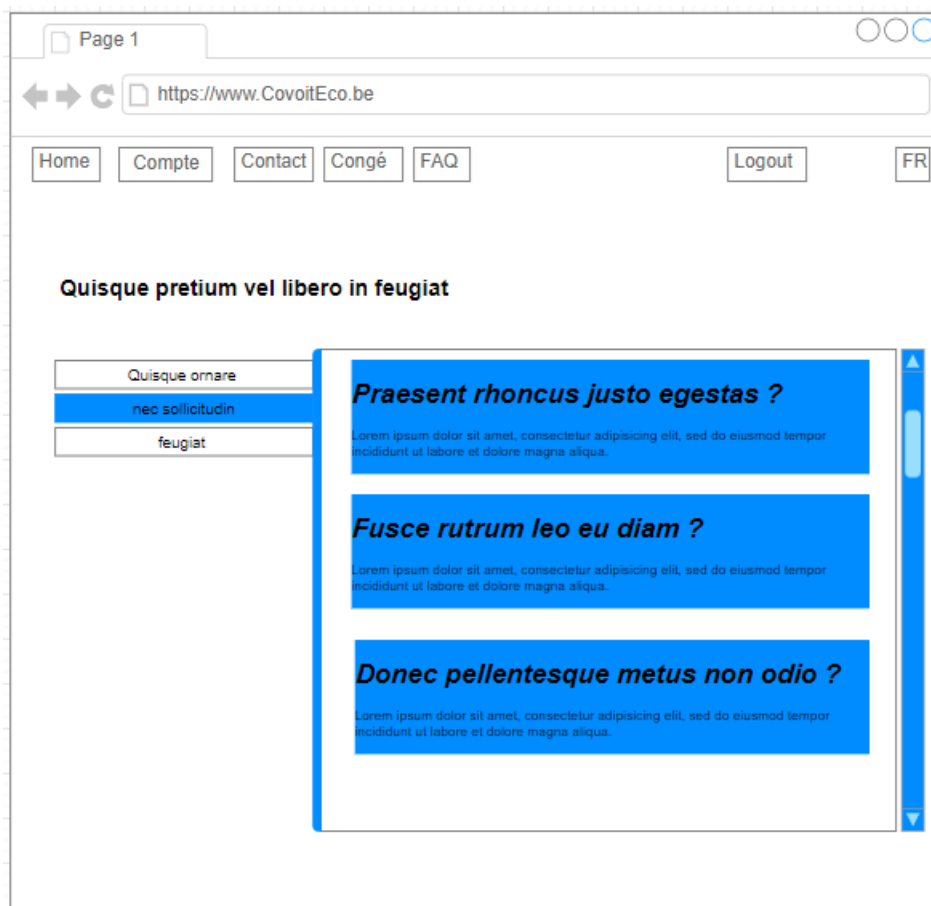 Page 1
https://www.CovoitEco.be
Home Compte Contact Congé FAQ Logout FR
Quisque pretium vel libero in feugiat
Quisque ornare
nec sollicitudin
feugiat
Praesent rhoncus justo egestas ?
Lorem ipsum dolor sit amet, consectetur adipisicing elit, sed do eiusmod tempor
incididunt ut labore et dolore magna aliqua.
Fusce rutrum leo eu diam ?
Lorem ipsum dolor sit amet, consectetur adipisicing elit, sed do eiusmod tempor
incididunt ut labore et dolore magna aliqua.
Donec pellentesque metus non odio ?
Lorem ipsum dolor sit amet, consectetur adipisicing elit, sed do eiusmod tempor
incididunt ut labore et dolore magna aliqua.